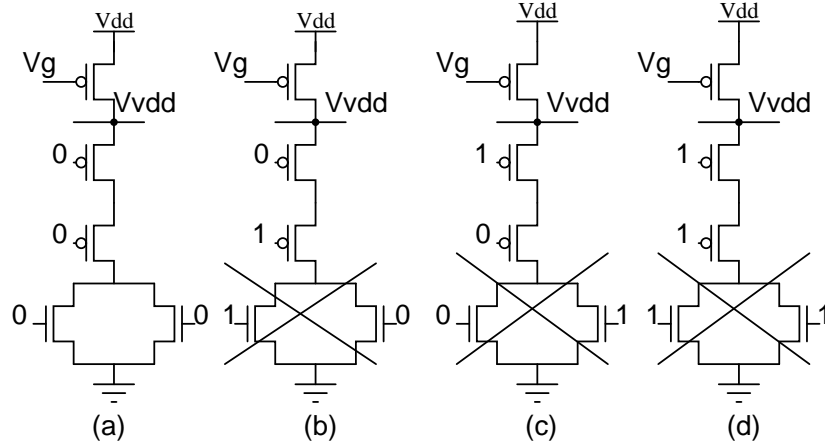 Vdd Vdd Vdd Vdd
Vg Vg Vg Vg
Vvdd Vvdd Vvdd Vvdd
0 0 1 1
0 1 0 1
0 0 1 0 0 1 1 1
(a) (b) (c) (d)